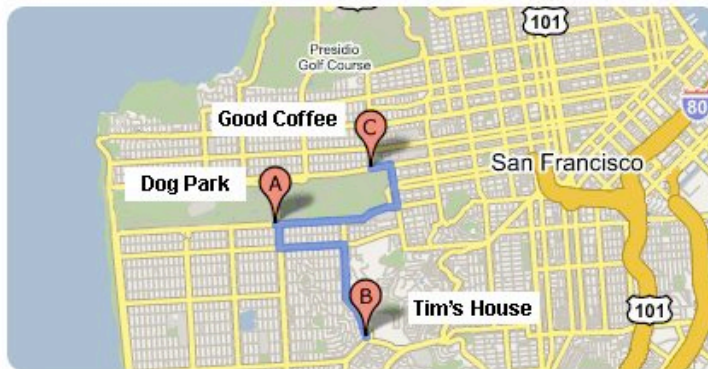 101
Presidio
Golf Course
80
Good Coffee
C
San Francisco
Dog Park
A
B
Tim's House
101